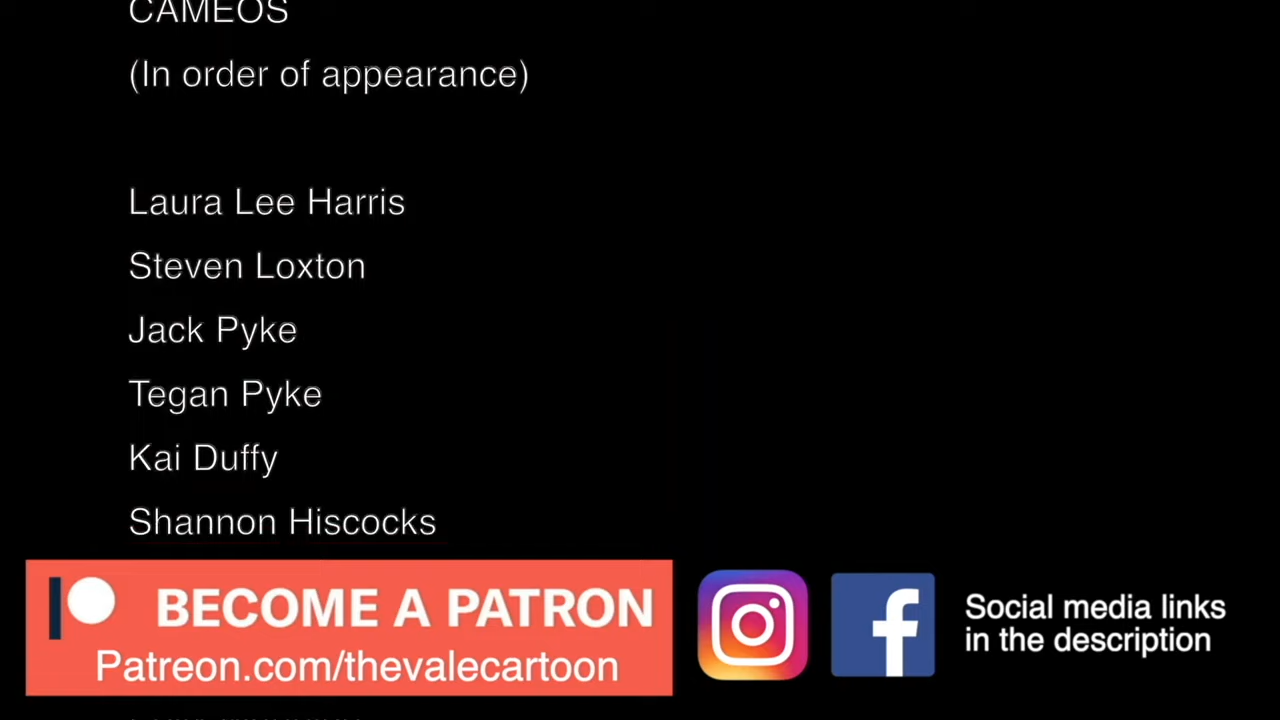 CAMEOS
(In order of appearance)
Laura Lee Harris
Steven Loxton
Jack Pyke
Tegan Pyke
Kai Duffy
Shannon Hiscocks
BECOME A PATRON
Patreon.com/thevalecartoon
Social media links
in the description